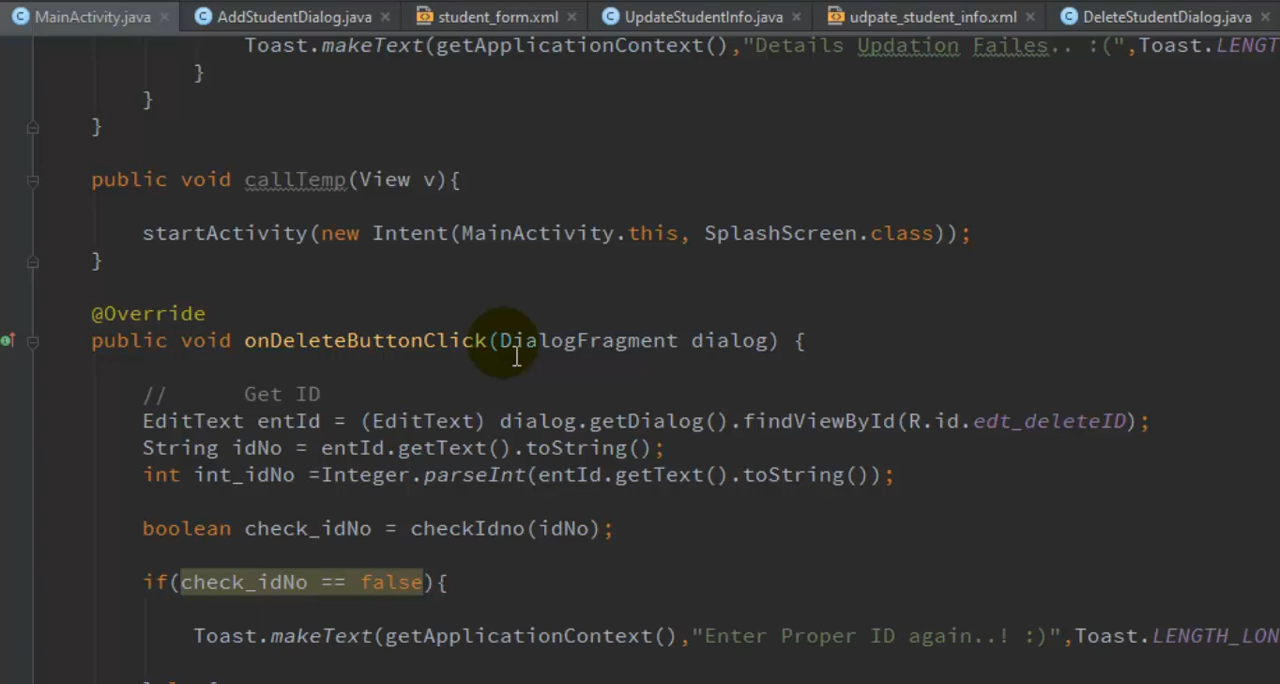 MainActivity.java AddStudentDialog.java student_form.xml UpdateStudentInfo.java udpate_student_info.xml DeleteStudentDialog.java
Toast.makeText(getApplicationContext(),"Details Updation Failes.. :(",Toast.LENGT
}
}
}
public void callTemp(View v){
startActivity(new Intent(MainActivity.this, SplashScreen.class));
}
@Override
public void onDeleteButtonClick(DialogFragment dialog) {
// Get ID
EditText entId = (EditText) dialog.getDialog().findViewById(R.id.edt_deleteID);
String idNo = entId.getText().toString();
int int_idNo =Integer.parseInt(entId.getText().toString());
boolean check_idNo = checkIdno(idNo);
if(check_idNo == false){
Toast.makeText(getApplicationContext(),"Enter Proper ID again..! :)",Toast.LENGTH_LON